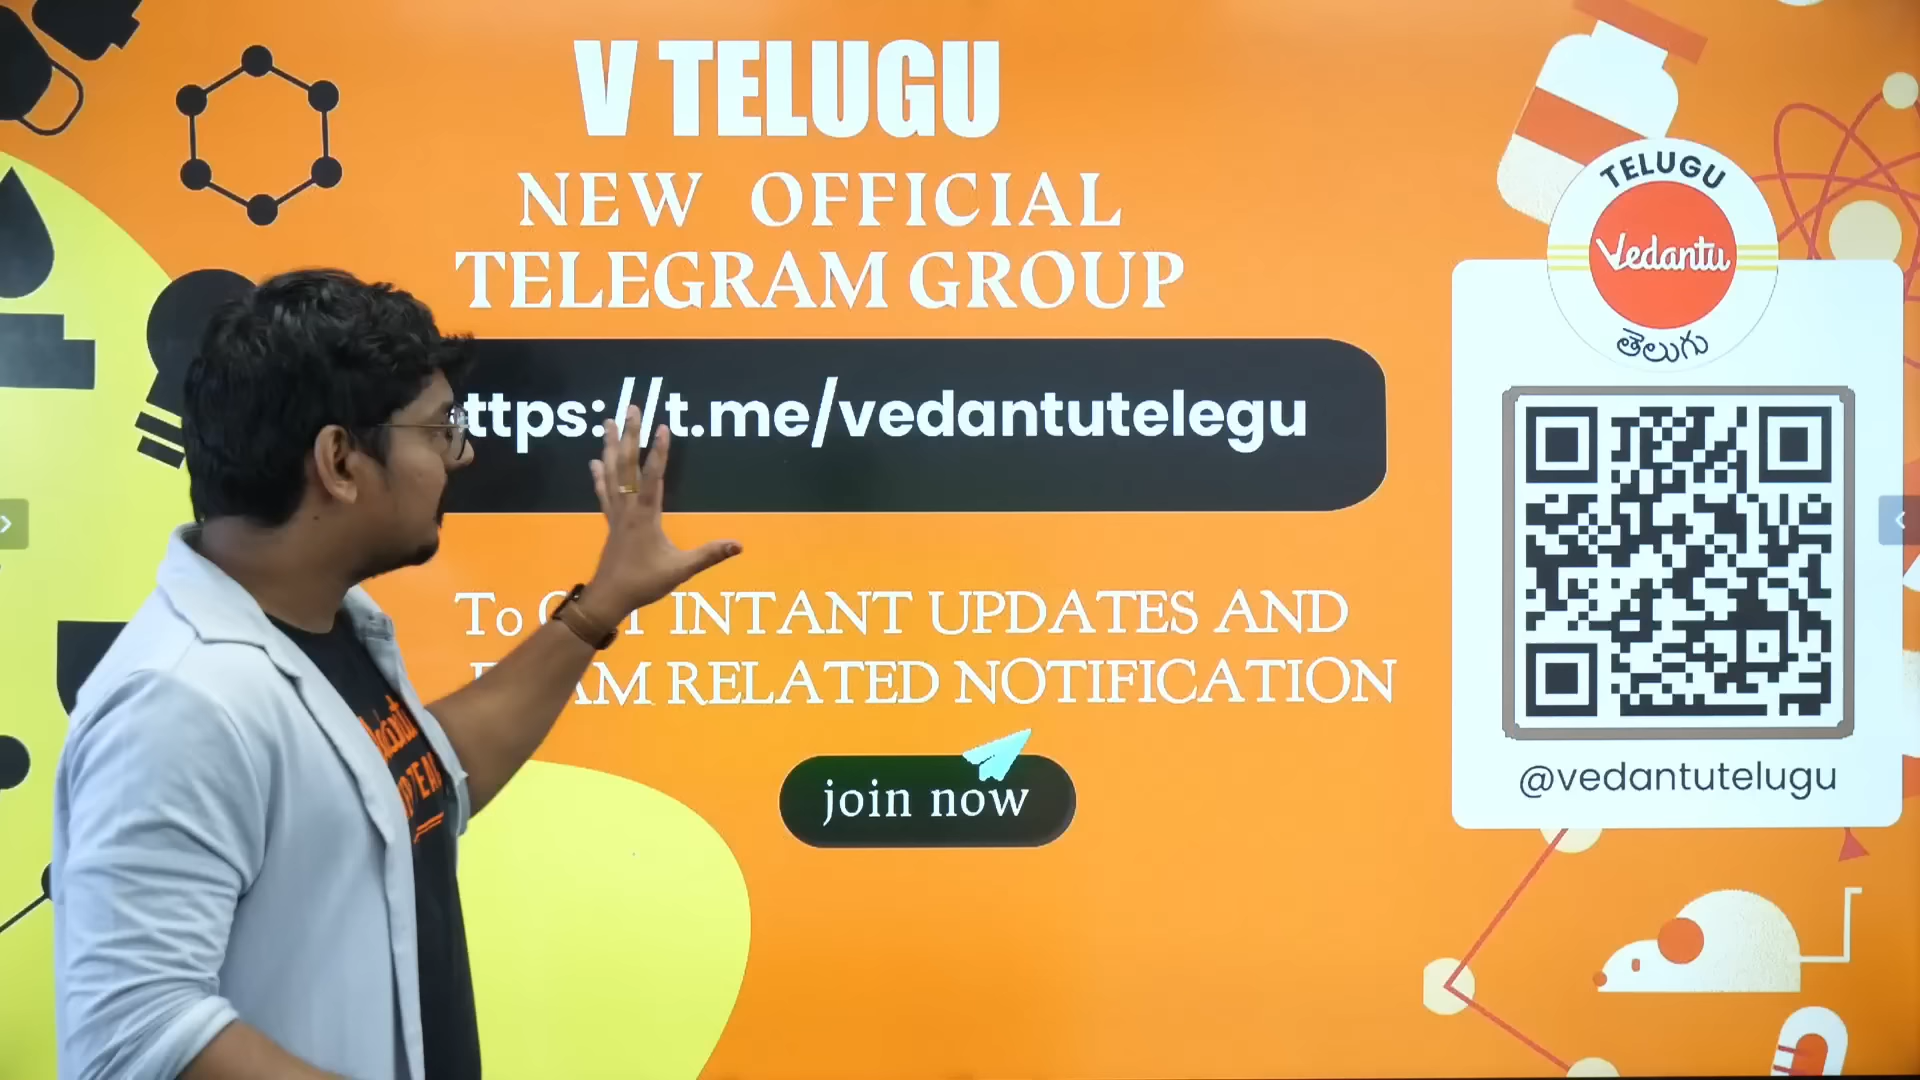 V TELUGU
NEW OFFICIAL
TELEGRAM GROUP
ttps://t.me/vedantutelegu
To INTANT UPDATES AND
RELATED NOTIFICATION
join now
TELUGU
Vedantu
తెలుగు
@vedantutelugu